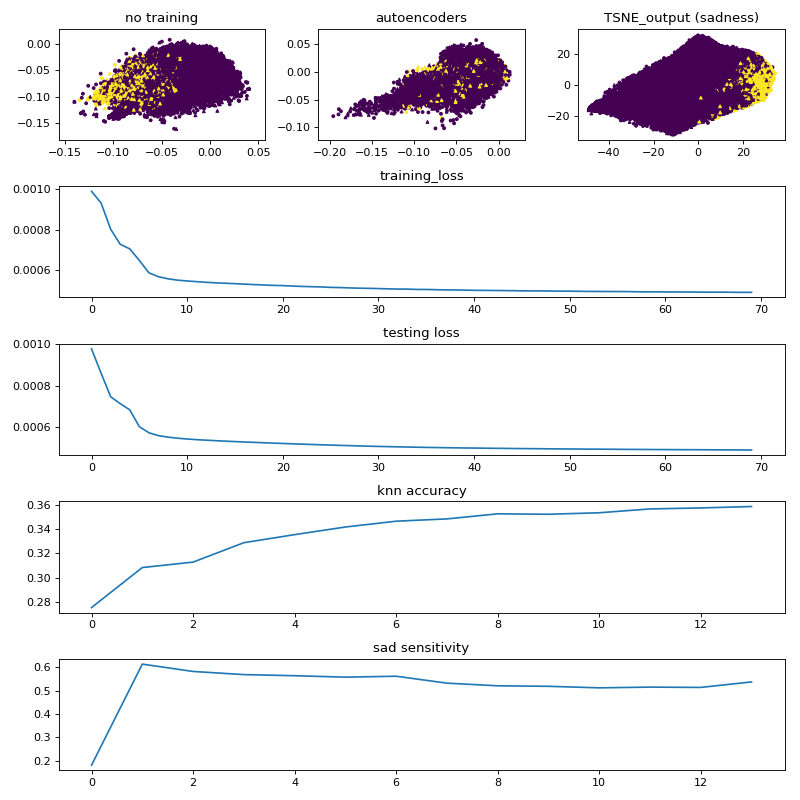 no training autoencoders TSNE_output (sadness)
0.00 0.05 20
−0.05 0.00 0
−0.10 −0.05 −20
−0.15 −0.10
−0.15 −0.10 −0.05 0.00 0.05 −0.20 −0.15 −0.10 −0.05 0.00 −40 −20 0 20
training_loss
0.0010
0.0008
0.0006
0 10 20 30 40 50 60 70
testing loss
0.0010
0.0008
0.0006
0 10 20 30 40 50 60 70
knn accuracy
0.36
0.34
0.32
0.30
0.28
0 2 4 6 8 10 12
sad sensitivity
0.6
0.5
0.4
0.3
0.2
0 2 4 6 8 10 12